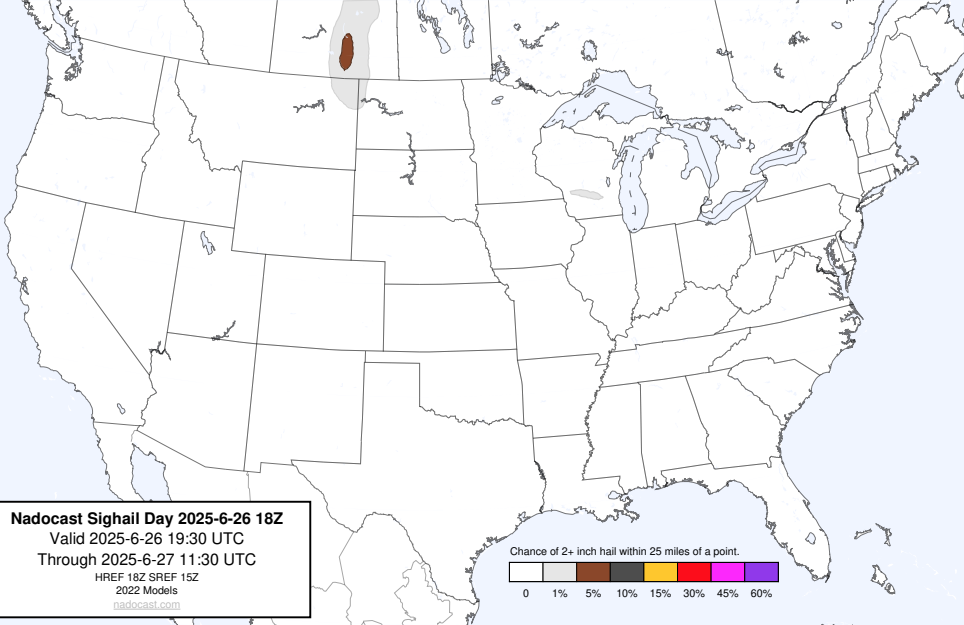 Nadocast Sighail Day 2025-6-26 18Z
Valid 2025-6-26 19:30 UTC
Through 2025-6-27 11:30 UTC
HREF 18Z SREF 15Z
2022 Models
nadocast.com
Chance of 2+ inch hail within 25 miles of a point.
0 1% 5% 10% 15% 30% 45% 60%